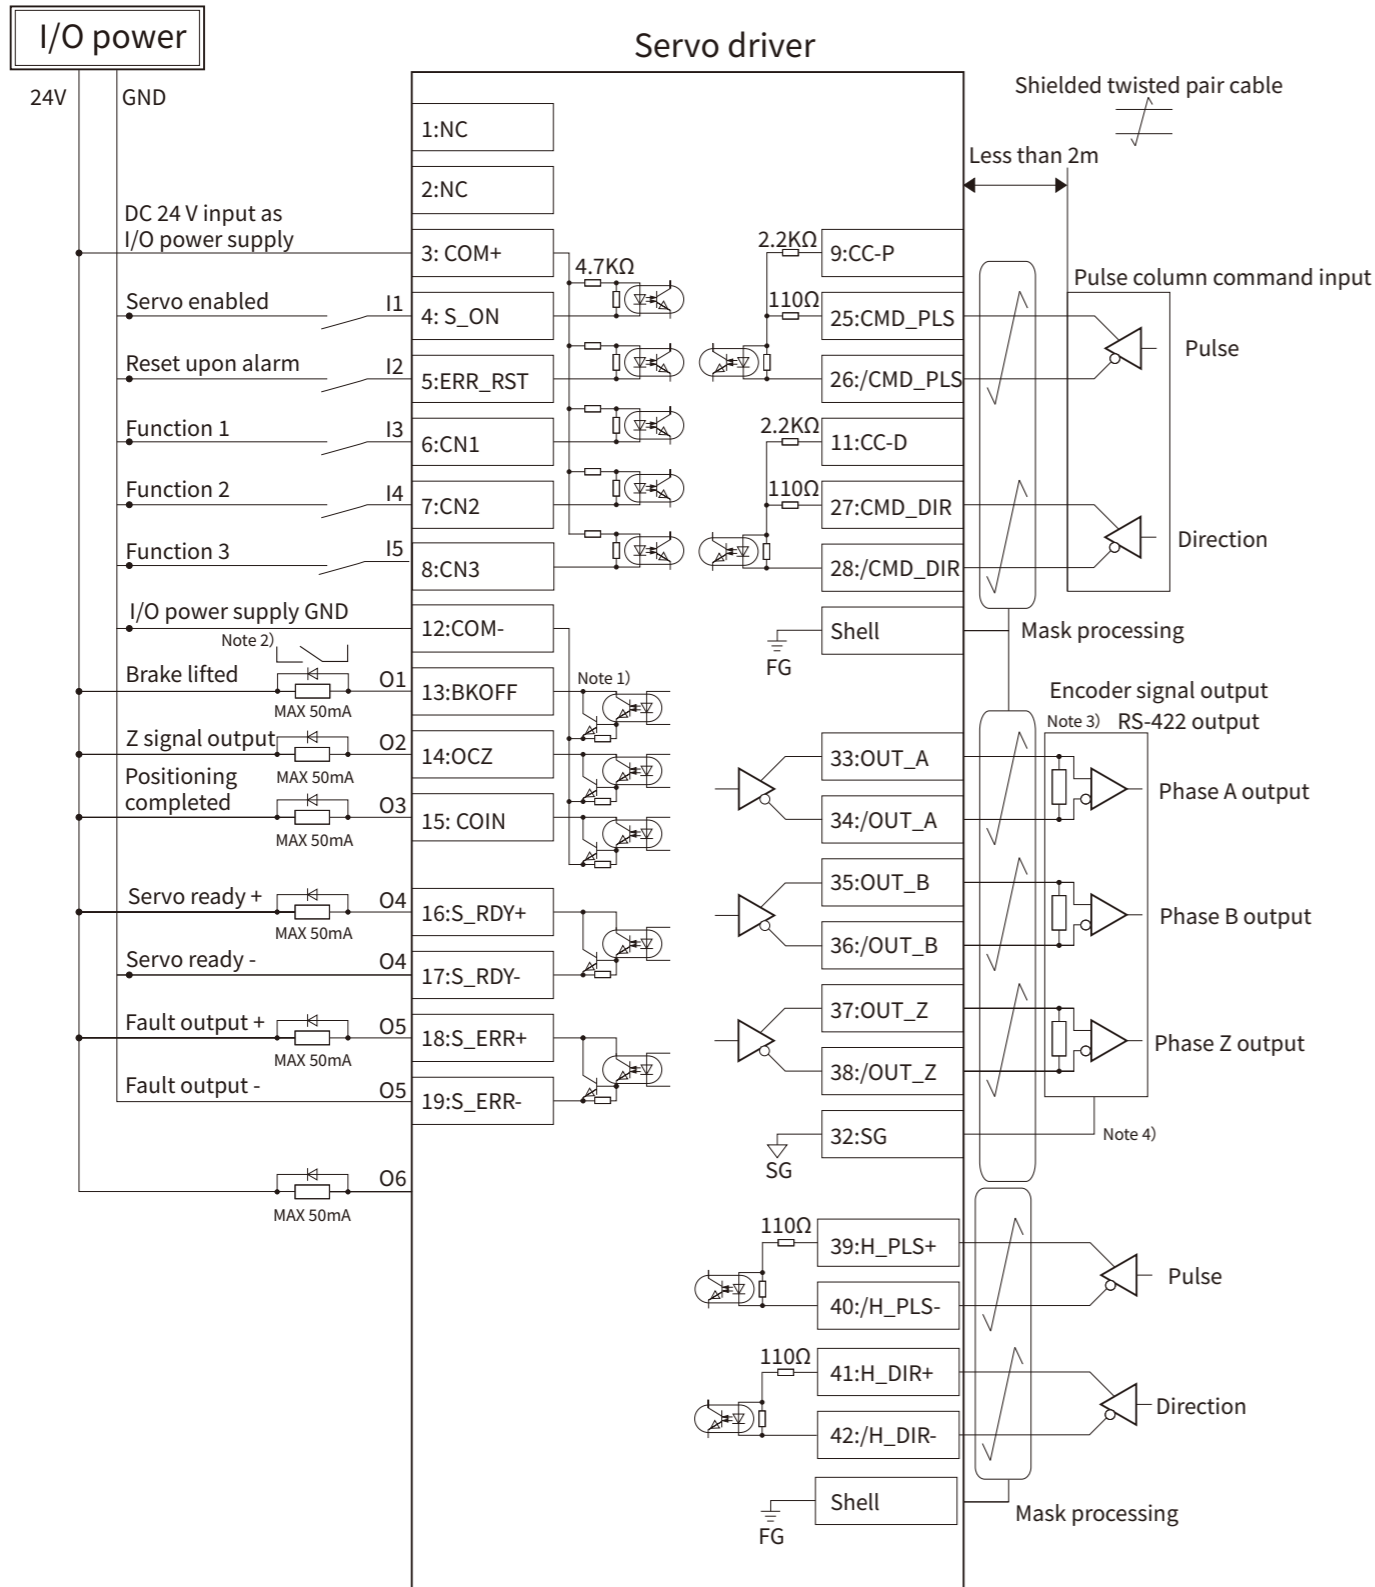 I/O power
Servo driver
24V
GND
Shielded twisted pair cable
Less than 2m
1:NC
2:NC
DC 24 V input as
I/O power supply
3: COM+
4.7KΩ
Servo enabled
I1
4: S_ON
Reset upon alarm
I2
5:ERR_RST
Function 1
I3
6:CN1
Function 2
I4
7:CN2
Function 3
I5
8:CN3
I/O power supply GND
12:COM-
Note 2)
Brake lifted
O1
MAX 50mA
13:BKOFF
Note 1)
Z signal output
O2
MAX 50mA
14:OCZ
Positioning
completed
O3
MAX 50mA
15: COIN
Servo ready +
O4
MAX 50mA
16:S_RDY+
Servo ready -
O4
17:S_RDY-
Fault output +
O5
MAX 50mA
18:S_ERR+
Fault output -
O5
19:S_ERR-
O6
MAX 50mA
2.2KΩ
9:CC-P
110Ω
25:CMD_PLS
26:/CMD_PLS
2.2KΩ
11:CC-D
110Ω
27:CMD_DIR
28:/CMD_DIR
Shell
FG
Pulse column command input
Pulse
Direction
Mask processing
Encoder signal output
Note 3) RS-422 output
33:OUT_A
34:/OUT_A
Phase A output
35:OUT_B
36:/OUT_B
Phase B output
37:OUT_Z
38:/OUT_Z
Phase Z output
32:SG
SG
Note 4)
110Ω
39:H_PLS+
40:/H_PLS-
Pulse
110Ω
41:H_DIR+
42:/H_DIR-
Direction
Shell
FG
Mask processing